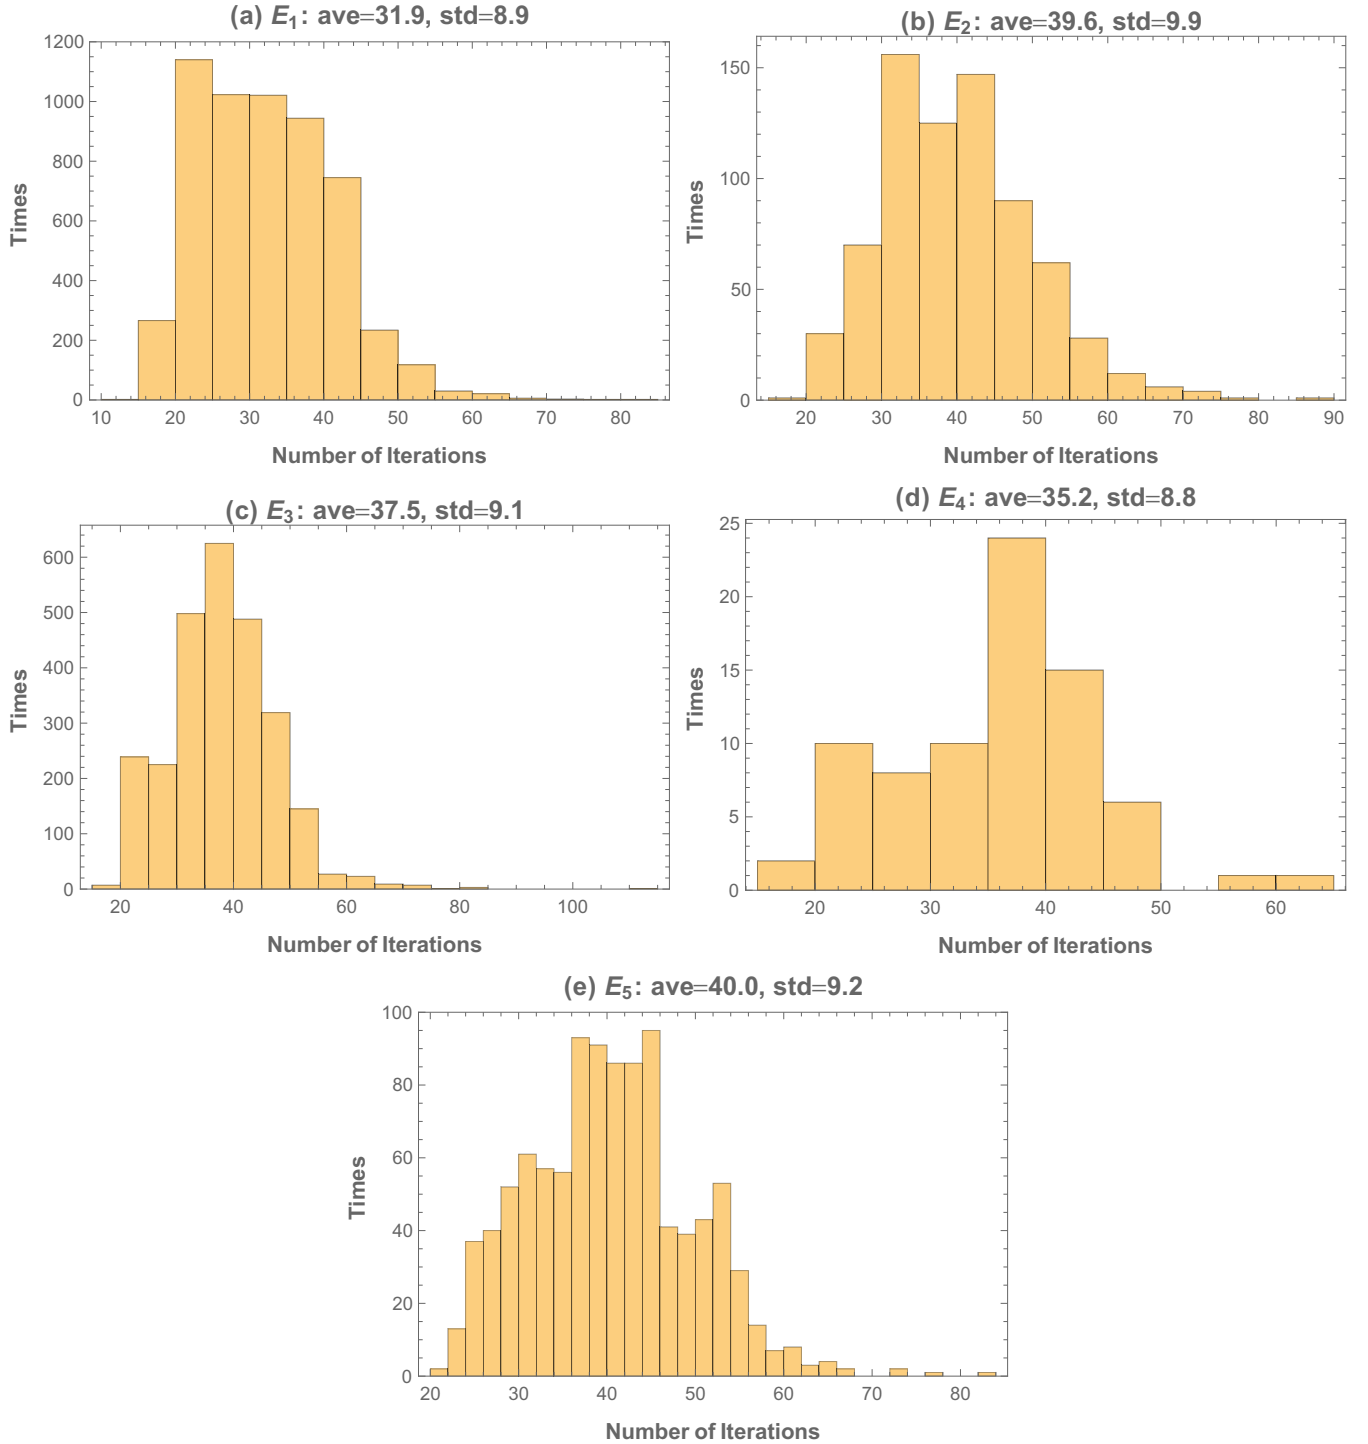 (a) E1: ave=31.9, std=8.9
1200
1000
800
600
400
200
0
Times
10 20 30 40 50 60 70 80
Number of Iterations
(b) E2: ave=39.6, std=9.9
150
100
50
0
Times
20 30 40 50 60 70 80 90
Number of Iterations
(c) E3: ave=37.5, std=9.1
600
500
400
300
200
100
0
Times
20 40 60 80 100
Number of Iterations
(d) E4: ave=35.2, std=8.8
25
20
15
10
5
0
Times
20 30 40 50 60
Number of Iterations
(e) E5: ave=40.0, std=9.2
100
80
60
40
20
0
Times
20 30 40 50 60 70 80
Number of Iterations